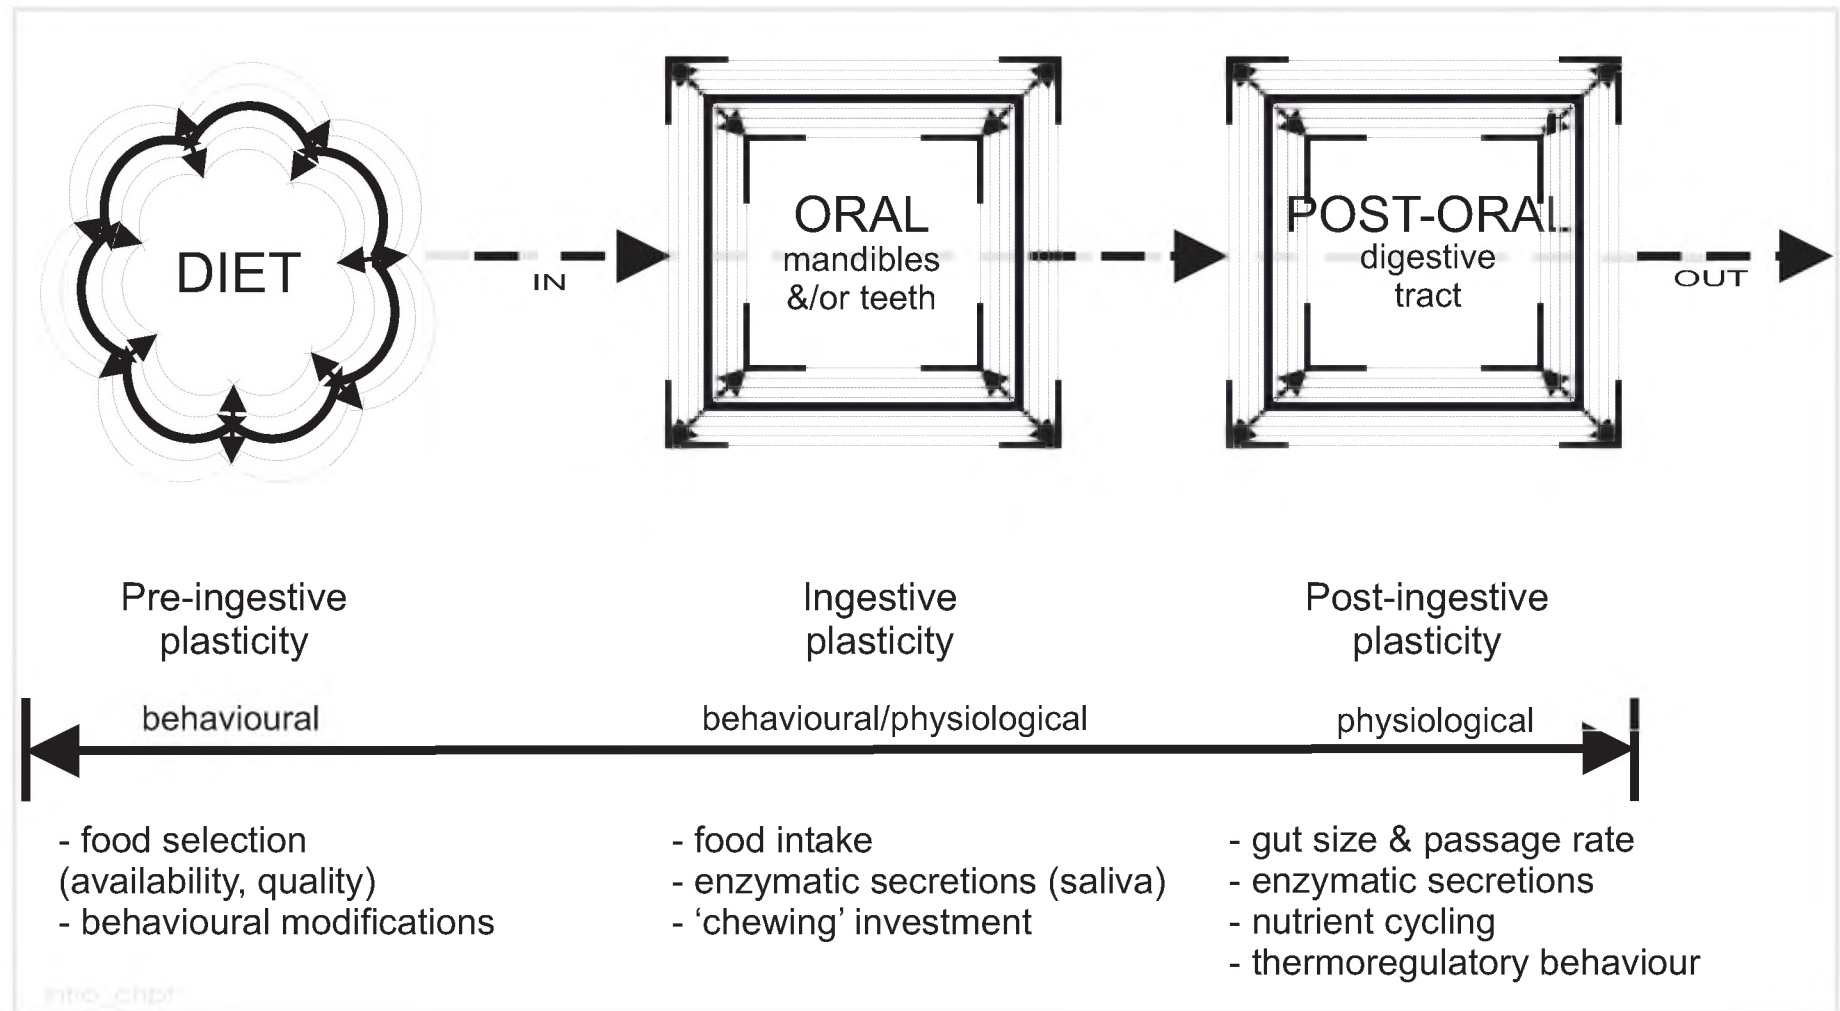 DIET
IN
ORAL
mandibles
&/or teeth
POST-ORAL
digestive
tract
OUT
Pre-ingestive
plasticity
Ingestive
plasticity
Post-ingestive
plasticity
behavioural
behavioural/physiological
physiological
- food selection
(availability, quality)
- behavioural modifications
- food intake
- enzymatic secretions (saliva)
- ‘chewing’ investment
- gut size & passage rate
- enzymatic secretions
- nutrient cycling
- thermoregulatory behaviour
intro_chpt